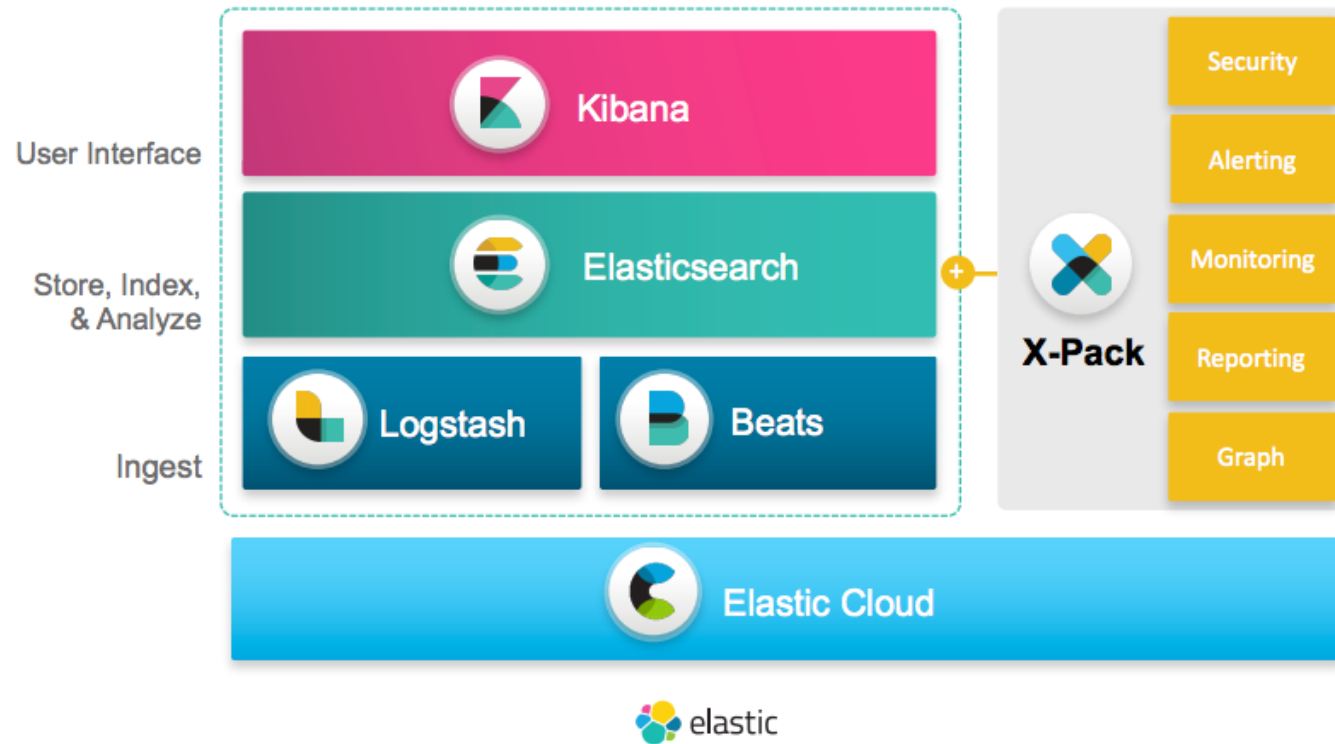 User Interface
Kibana
Store, Index,
& Analyze
Elasticsearch
Ingest
Logstash
Beats
+
X-Pack
Security
Alerting
Monitoring
Reporting
Graph
Elastic Cloud
elastic